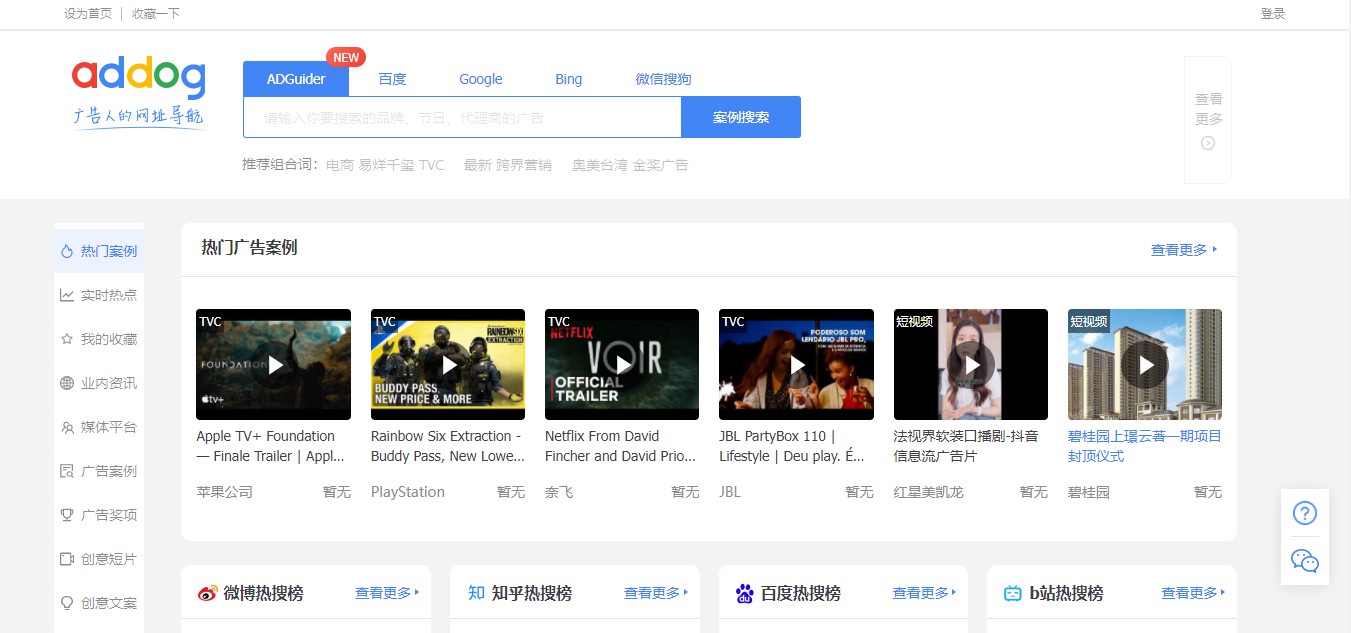 设为首页 收藏一下 登录
addog
广告人的网址导航
NEW
ADGuider 百度 Google Bing 微信搜狗
请输入你要搜索的品牌、节日、代理商的广告 案例搜索
推荐组合词: 电商 易烊千玺 TVC 最新 跨界营销 奥美台湾 金奖广告
查看
更多
热门案例
实时热点
我的收藏
业内资讯
媒体平台
广告案例
广告奖项
创意短片
创意文案
热门广告案例 查看更多
TVC
FOUNDATION
tv+
Apple TV+ Foundation
— Finale Trailer | Appl...
苹果公司 暂无
TVC
RAINBOW SIX
EXTRACTION
BUDDY PASS,
NEW PRICE & MORE
Rainbow Six Extraction -
Buddy Pass, New Lowe...
PlayStation 暂无
TVC
NETFLIX
VOIR
OFFICIAL
TRAILER
Netflix From David
Fincher and David Prio...
奈飞 暂无
TVC
PODEROSO SOM
LENDÁRIO JBL PRO,
JBL PartyBox 110 |
Lifestyle | Deu play. É...
JBL 暂无
短视频
法视界软装口播剧-抖音
信息流广告片
红星美凯龙 暂无
短视频
碧桂园上璟云著一期项目
封顶仪式
碧桂园 暂无
微博热搜榜 查看更多
知 知乎热搜榜 查看更多
du 百度热搜榜 查看更多
b站热搜榜 查看更多